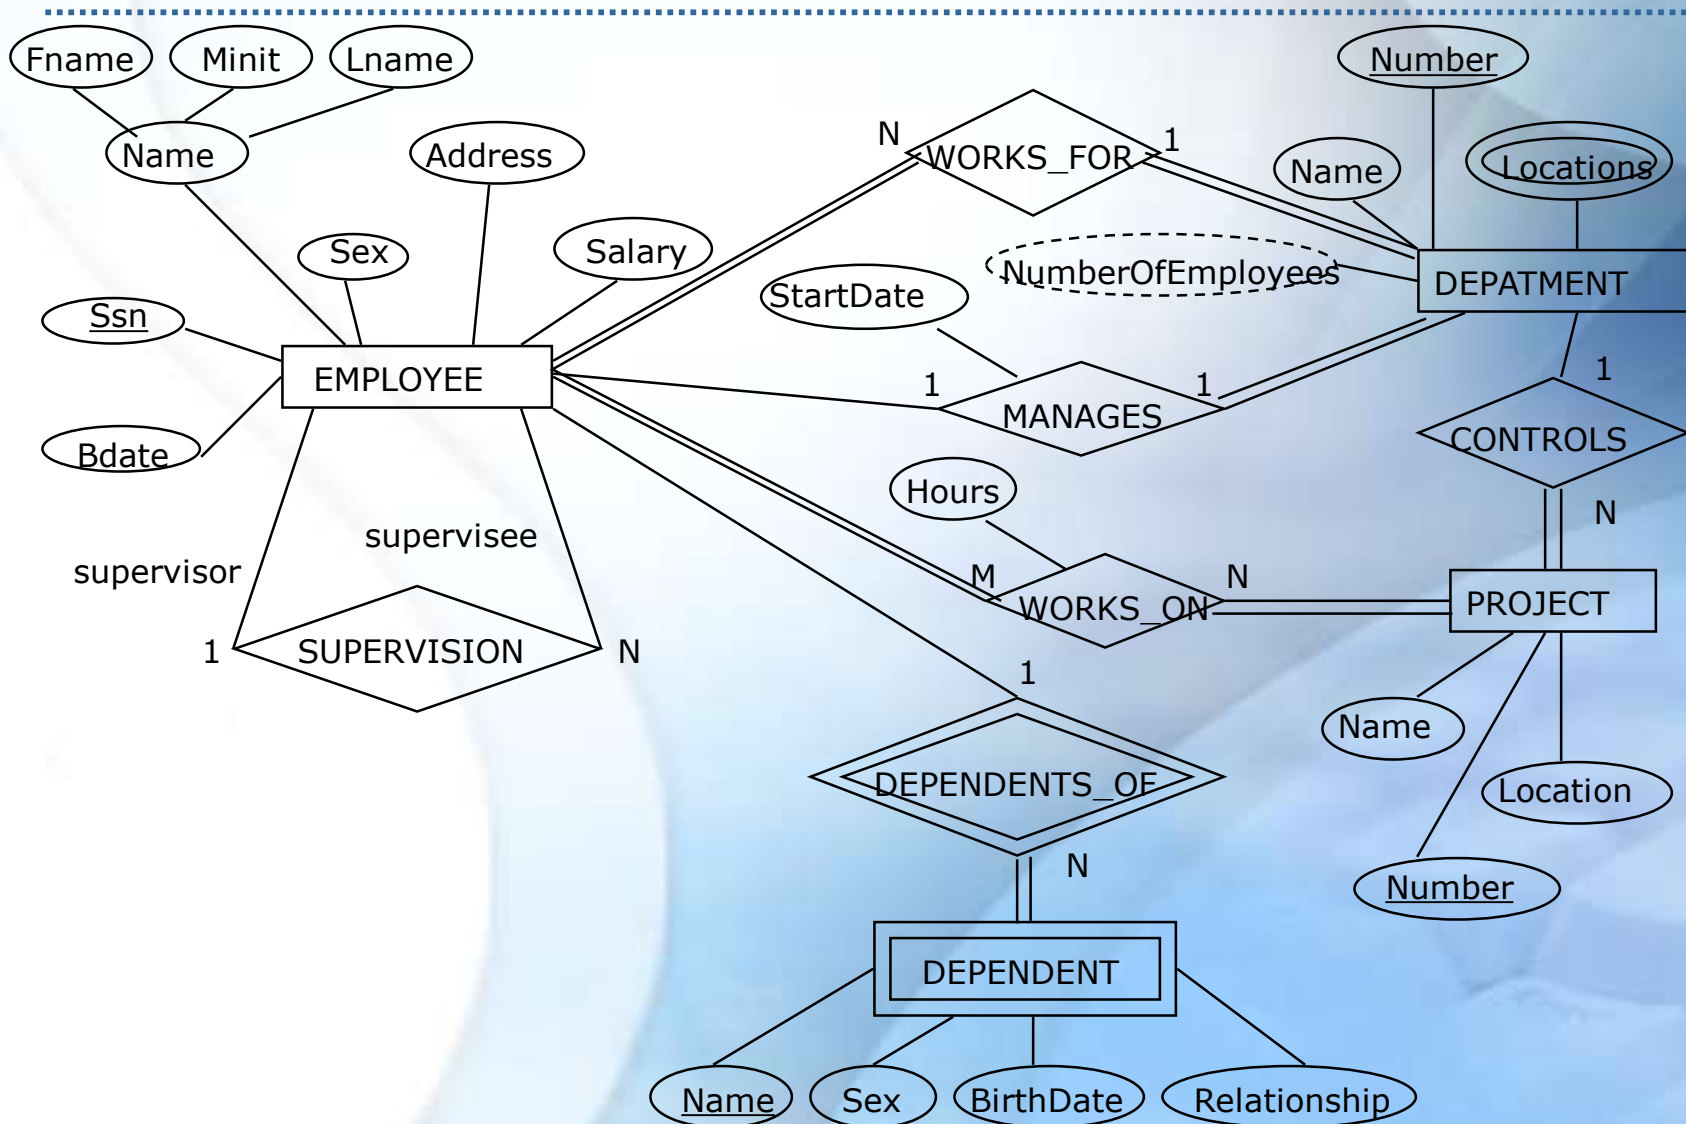 Fname
Minit
Lname
Number
Name
Address
N
WORKS_FOR
1
Name
Locations
Sex
Salary
NumberOfEmployees
StartDate
DEPATMENT
Ssn
EMPLOYEE
1
MANAGES
1
1
CONTROLS
Bdate
Hours
N
supervisee
supervisor
M
WORKS_ON
N
PROJECT
1
SUPERVISION
N
1
Name
DEPENDENTS_OF
Location
N
Number
DEPENDENT
Name
Sex
BirthDate
Relationship